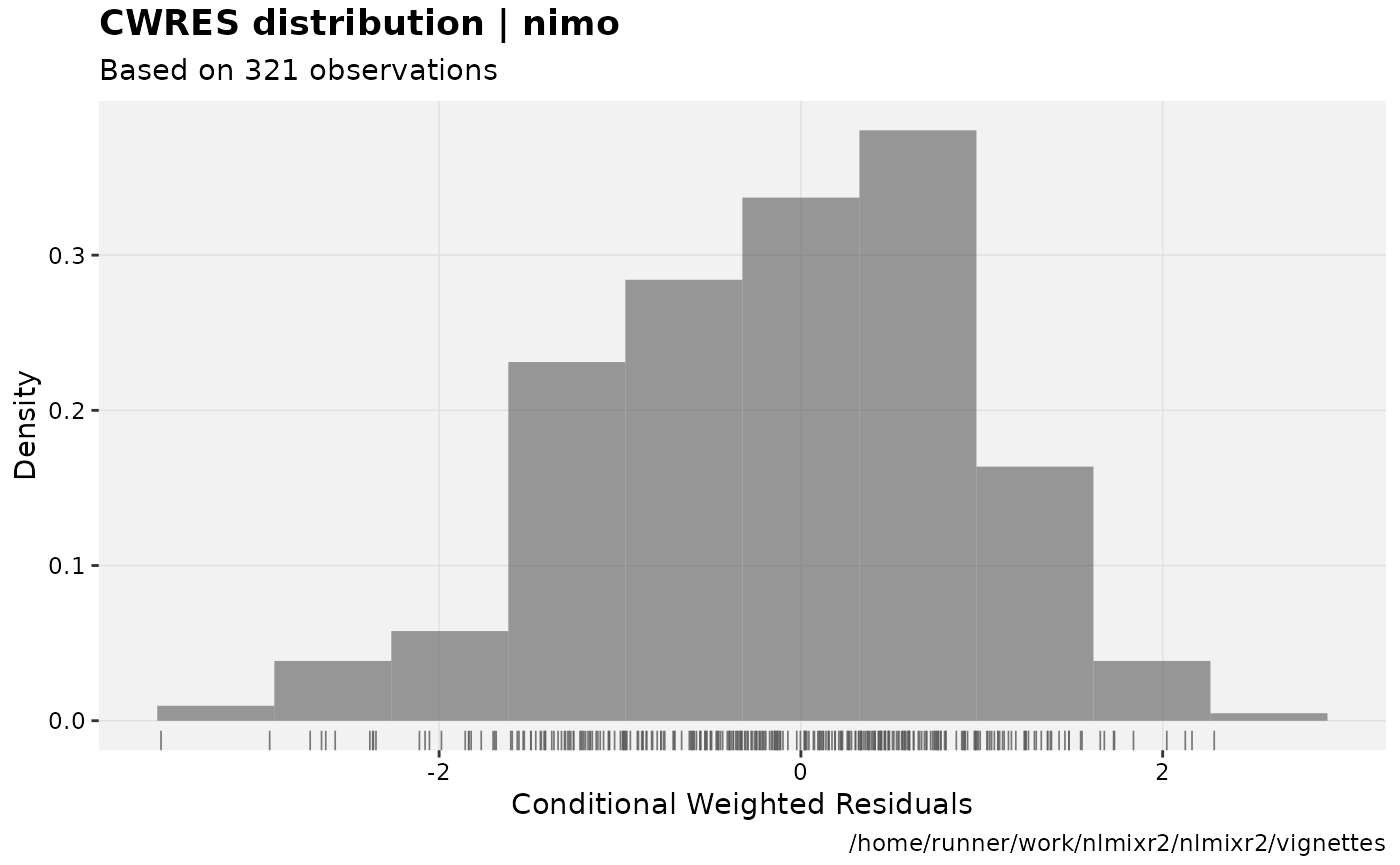 CWRES distribution | nimo
Based on 321 observations
Density
0.3
0.2
0.1
0.0
-2
0
2
Conditional Weighted Residuals
/home/runner/work/nlmixr2/nlmixr2/vignettes